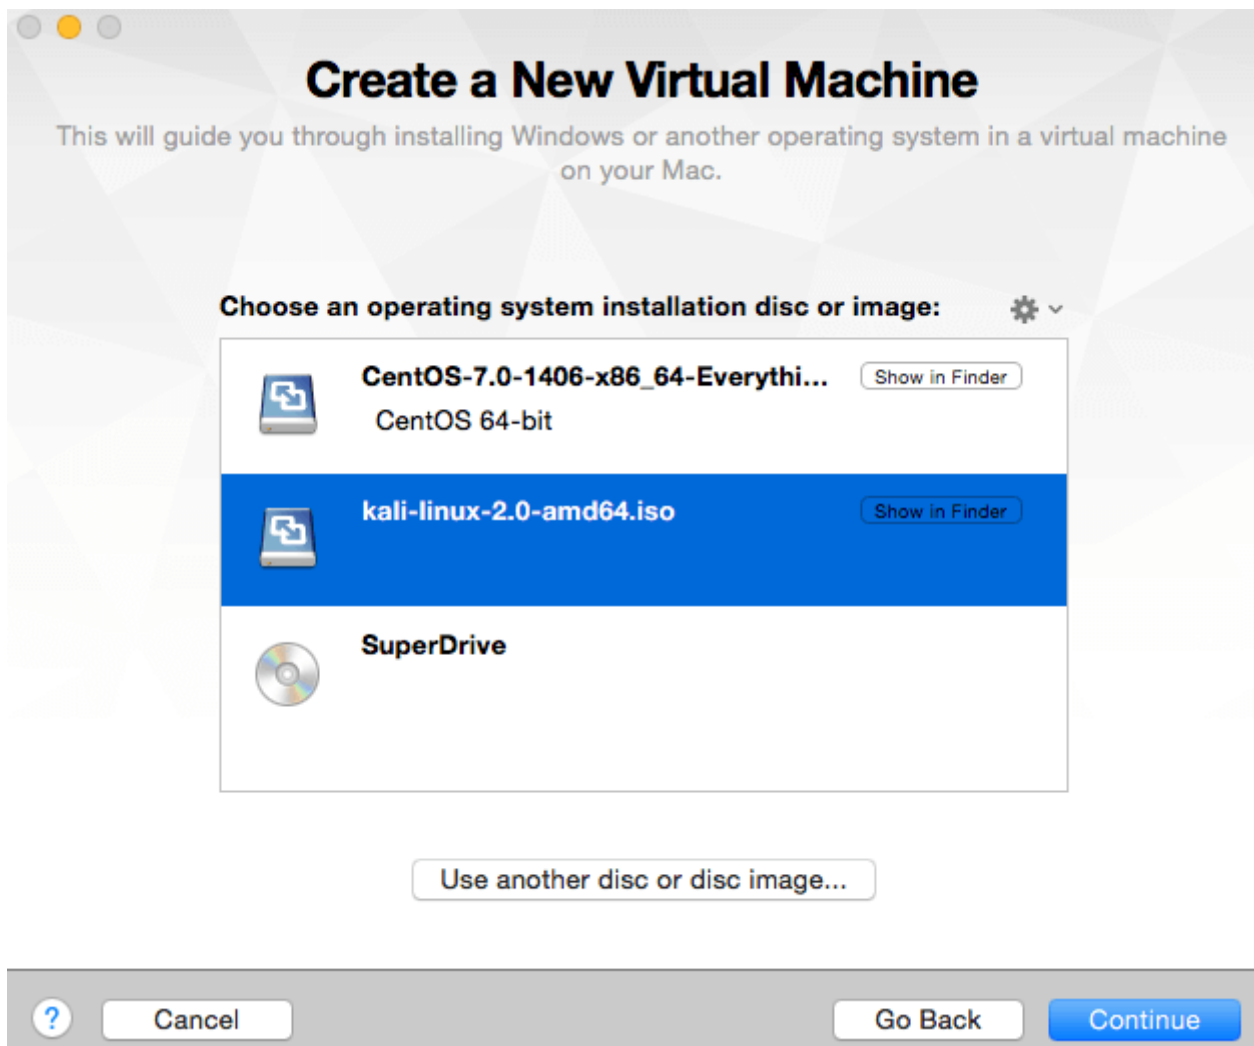 Create a New Virtual Machine
This will guide you through installing Windows or another operating system in a virtual machine
on your Mac.
Choose an operating system installation disc or image:
CentOS-7.0-1406-x86_64-Everythi...
Show in Finder
CentOS 64-bit
kali-linux-2.0-amd64.iso
Show in Finder
SuperDrive
Use another disc or disc image...
?
Cancel
Go Back
Continue